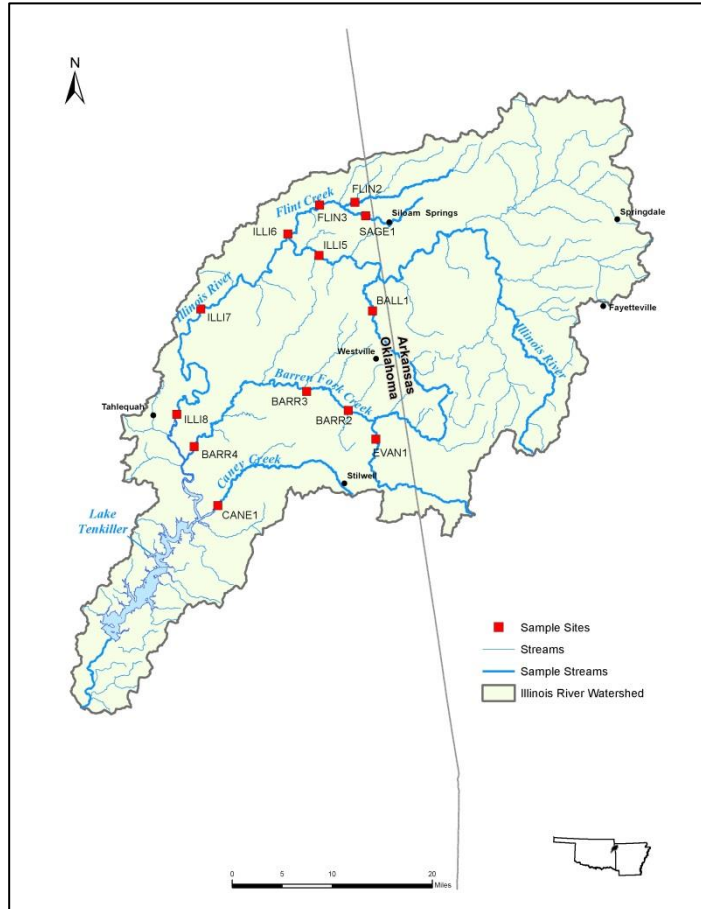 N
FLIN2
Flint Creek
FLIN3
SAGE1
Siloam Springs
Springdale
ILLI6
ILLI5
Illinois River
ILLI7
BALL1
Fayetteville
Arkansas
Oklahoma
Westville
Illinois River
Barren Fork Creek
BARR3
BARR2
Tahlequah
ILLI8
BARR4
EVAN1
Caney Creek
Stilwell
CANE1
Lake
Tenkiller
Sample Sites
Streams
Sample Streams
Illinois River Watershed
0 5 10 20
Miles